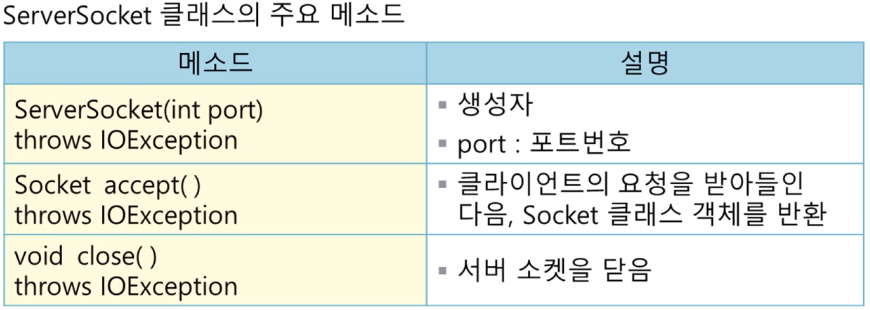 ServerSocket 클래스의 주요 메소드
메소드
설명
ServerSocket(int port)
throws IOException
▪ 생성자
▪ port : 포트번호
Socket accept( )
throws IOException
▪ 클라이언트의 요청을 받아들인
다음, Socket 클래스 객체를 반환
void close( )
throws IOException
▪ 서버 소켓을 닫음